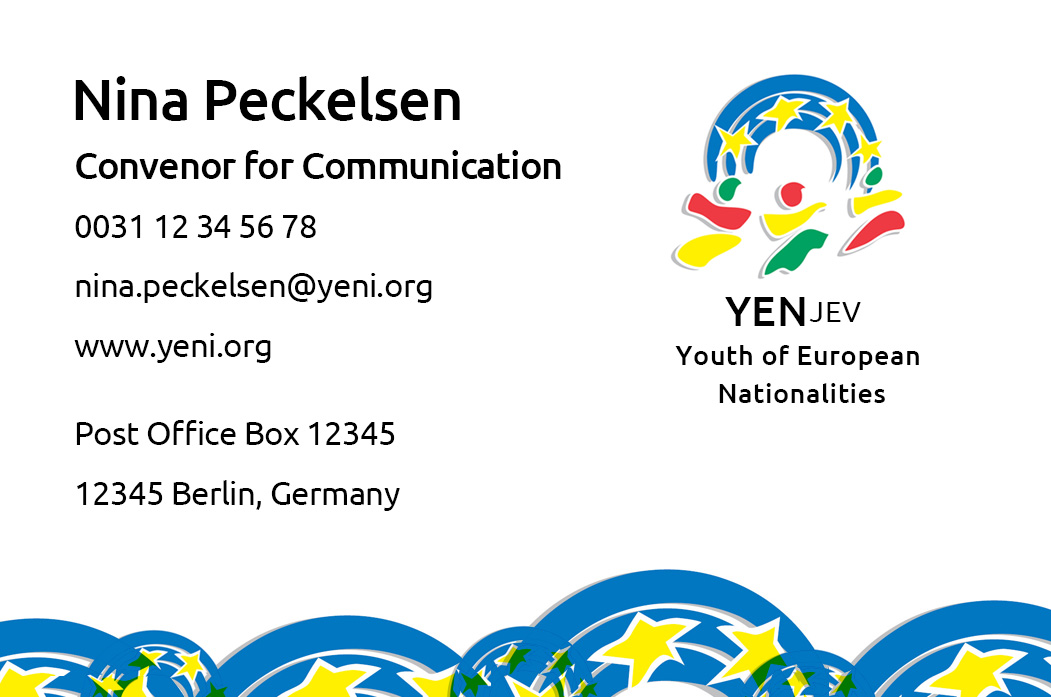 Nina Peckelsen
Convenor for Communication
0031 12 34 56 78
nina.peckelsen@yeni.org
www.yeni.org
Post Office Box 12345
12345 Berlin, Germany
YEN JEV
Youth of European
Nationalities